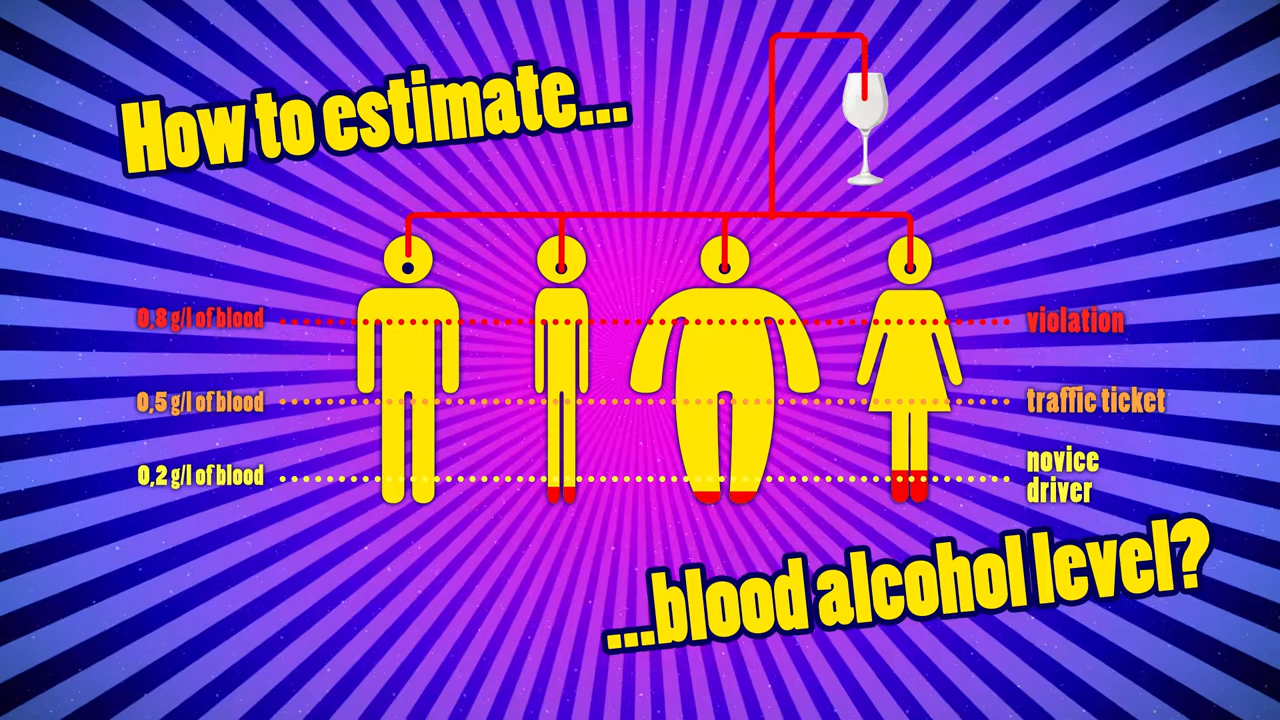 How to estimate...
0,8 g/l of blood
violation
0,5 g/l of blood
traffic ticket
0,2 g/l of blood
novice
driver
...blood alcohol level?